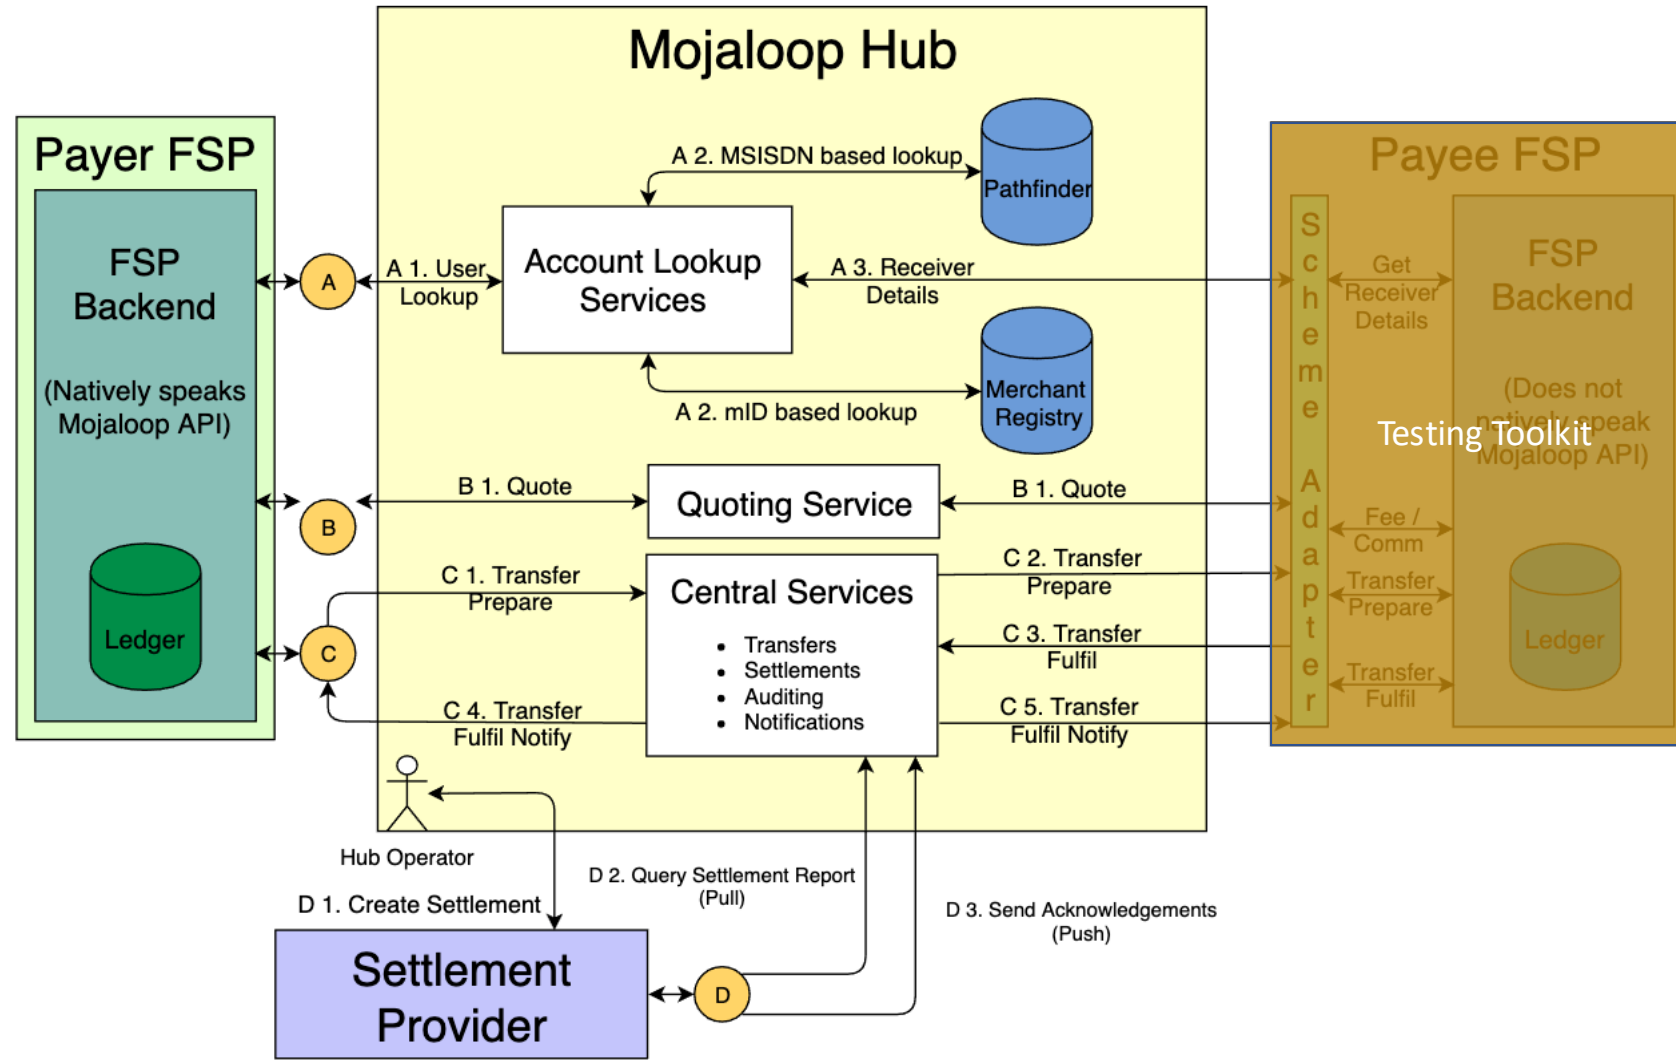 Mojaloop Hub
Payer FSP
FSP
Backend
(Natively speaks
Mojaloop API)
Ledger
A
B
C
A 1. User
Lookup
Account Lookup
Services
A 2. MSISDN based lookup
Pathfinder
A 3. Receiver
Details
A 2. mID based lookup
Merchant
Registry
B 1. Quote
Quoting Service
B 1. Quote
C 1. Transfer
Prepare
Central Services
• Transfers
• Settlements
• Auditing
• Notifications
C 2. Transfer
Prepare
C 3. Transfer
Fulfil
C 4. Transfer
Fulfil Notify
C 5. Transfer
Fulfil Notify
Payee FSP
Scheme Adapter
Get
Receiver
Details
FSP
Backend
(Does not
natively speak
Mojaloop API)
Testing Toolkit
Fee /
Comm
Transfer
Prepare
Transfer
Fulfil
Ledger
Hub Operator
D 1. Create Settlement
D 2. Query Settlement Report
(Pull)
D 3. Send Acknowledgements
(Push)
Settlement
Provider
D